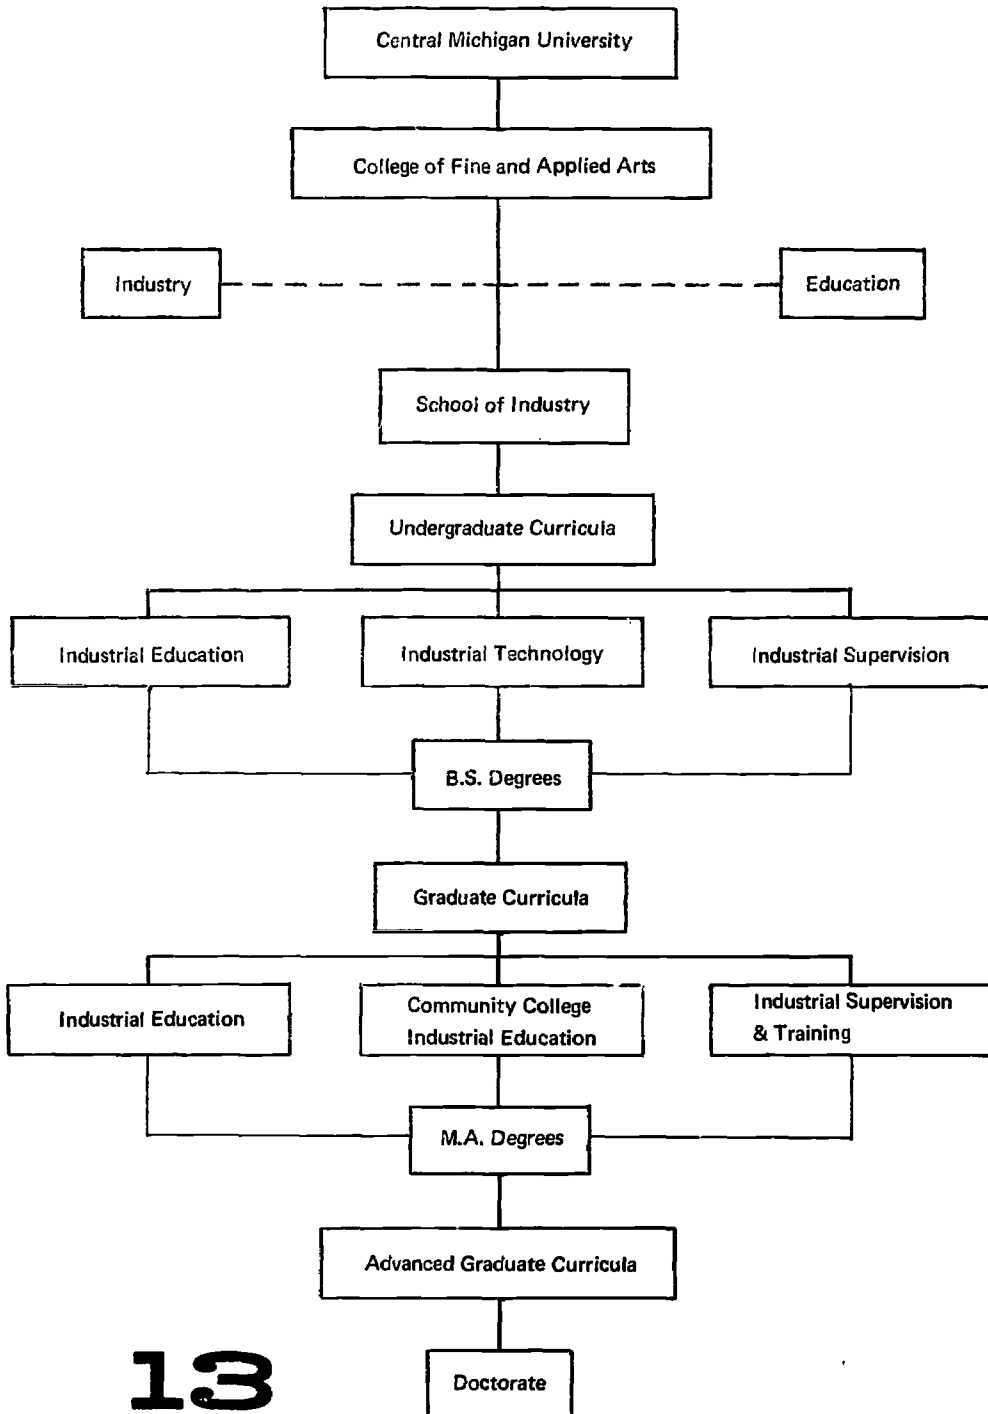 Central Michigan University
College of Fine and Applied Arts
Industry
Education
School of Industry
Undergraduate Curricula
Industrial Education
Industrial Technology
Industrial Supervision
B.S. Degrees
Graduate Curricula
Industrial Education
Community College
Industrial Education
Industrial Supervision
& Training
M.A. Degrees
Advanced Graduate Curricula
Doctorate
13